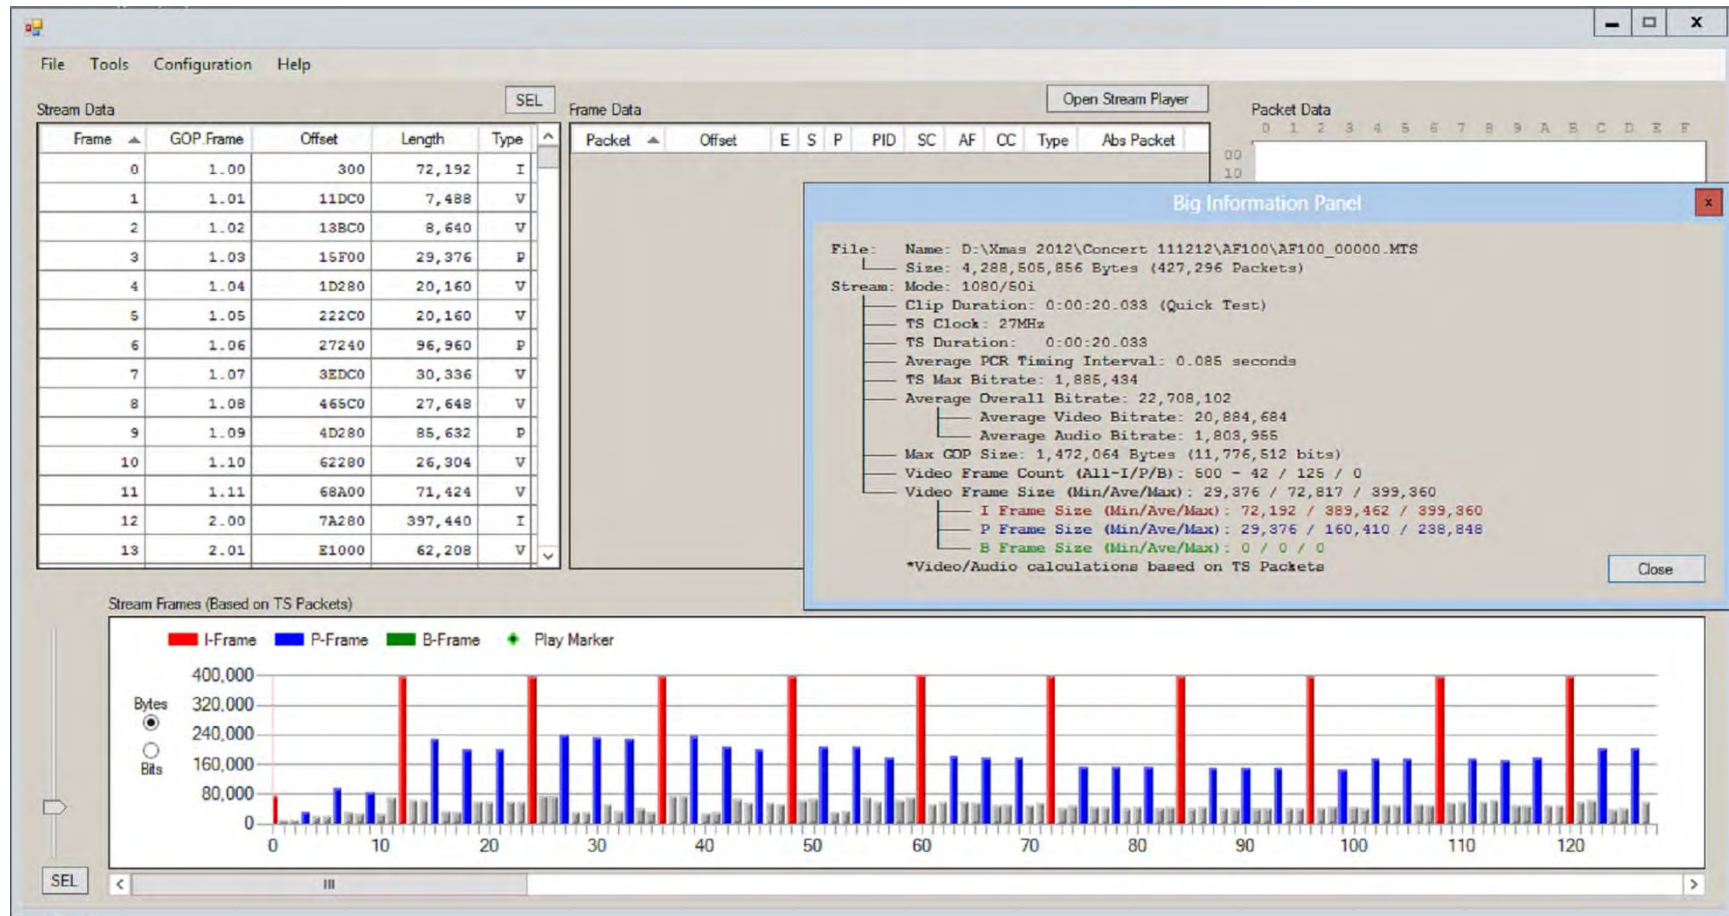 File Tools Configuration Help
Stream Data SEL Frame Data Open Stream Player Packet Data
0 1 2 3 4 5 6 7 8 9 A B C D E F
Frame GOP.Frame Offset Length Type Packet Offset E S P PID SC AF CC Type Abs Packet
00
10
0 1.00 300 72,192 I
1 1.01 11DC0 7,488 V
2 1.02 13BC0 8,640 V
3 1.03 15F00 29,376 P
4 1.04 1D280 20,160 V
5 1.05 222C0 20,160 V
6 1.06 27240 96,960 P
7 1.07 3EDC0 30,336 V
8 1.08 465C0 27,648 V
9 1.09 4D280 85,632 P
10 1.10 62280 26,304 V
11 1.11 68A00 71,424 V
12 2.00 7A280 397,440 I
13 2.01 E1000 62,208 V
Big Information Panel
File: Name: D:\Xmas 2012\Concert 111212\AF100\AF100_00000.MTS
Size: 4,288,505,856 Bytes (427,296 Packets)
Stream: Mode: 1080/50i
Clip Duration: 0:00:20.033 (Quick Test)
TS Clock: 27MHz
TS Duration: 0:00:20.033
Average PCR Timing Interval: 0.085 seconds
TS Max Bitrate: 1,885,434
Average Overall Bitrate: 22,708,102
Average Video Bitrate: 20,884,684
Average Audio Bitrate: 1,803,955
Max GOP Size: 1,472,064 Bytes (11,776,512 bits)
Video Frame Count (All-I/P/B): 500 - 42 / 125 / 0
Video Frame Size (Min/Ave/Max): 29,376 / 72,817 / 399,360
I Frame Size (Min/Ave/Max): 72,192 / 389,462 / 399,360
P Frame Size (Min/Ave/Max): 29,376 / 160,410 / 238,848
B Frame Size (Min/Ave/Max): 0 / 0 / 0
*Video/Audio calculations based on TS Packets
Close
Stream Frames (Based on TS Packets)
I-Frame P-Frame B-Frame Play Marker
Bytes
Bits
400,000
320,000
240,000
160,000
80,000
0
0 10 20 30 40 50 60 70 80 90 100 110 120
SEL